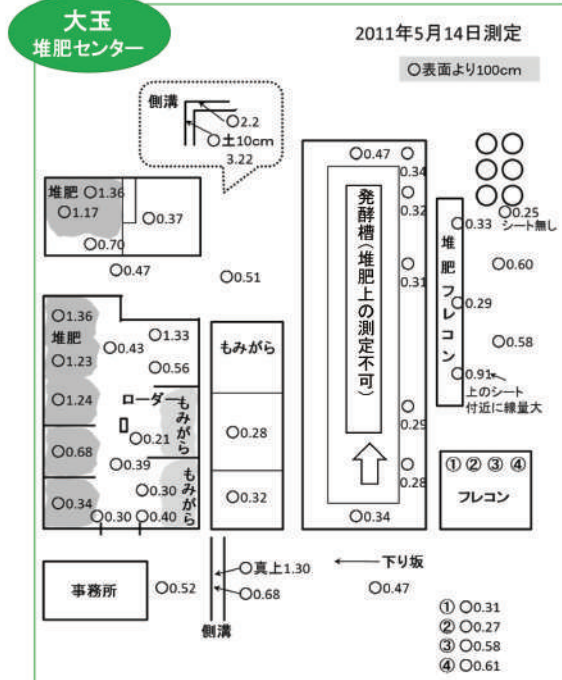 大玉
堆肥センター
2011年5月14日測定
○表面より100cm
側溝
○2.2
○土10cm
3.22
堆肥 ○1.36
○1.17
○0.37
○0.70
○0.47
○0.51
○0.47
○0.34
○0.32
○0.31
○0.29
○0.28
○0.34
発酵槽(堆肥上の測定不可)
○0.25
シート無し
○0.33
堆肥フレコン
○0.60
○0.29
○0.58
○0.91
上のシート
付近に線量大
○1.36
堆肥
○1.23
○1.24
○0.68
○0.34
○0.43
○1.33
○0.56
ローダー
○0.21
○0.39
○0.30
○0.30
○0.40
もみがら
もみがら
もみがら
○0.28
○0.32
① ② ③ ④
フレコン
事務所
○0.52
○真上1.30
○0.68
側溝
下り坂
○0.47
① ○0.31
② ○0.27
③ ○0.58
④ ○0.61